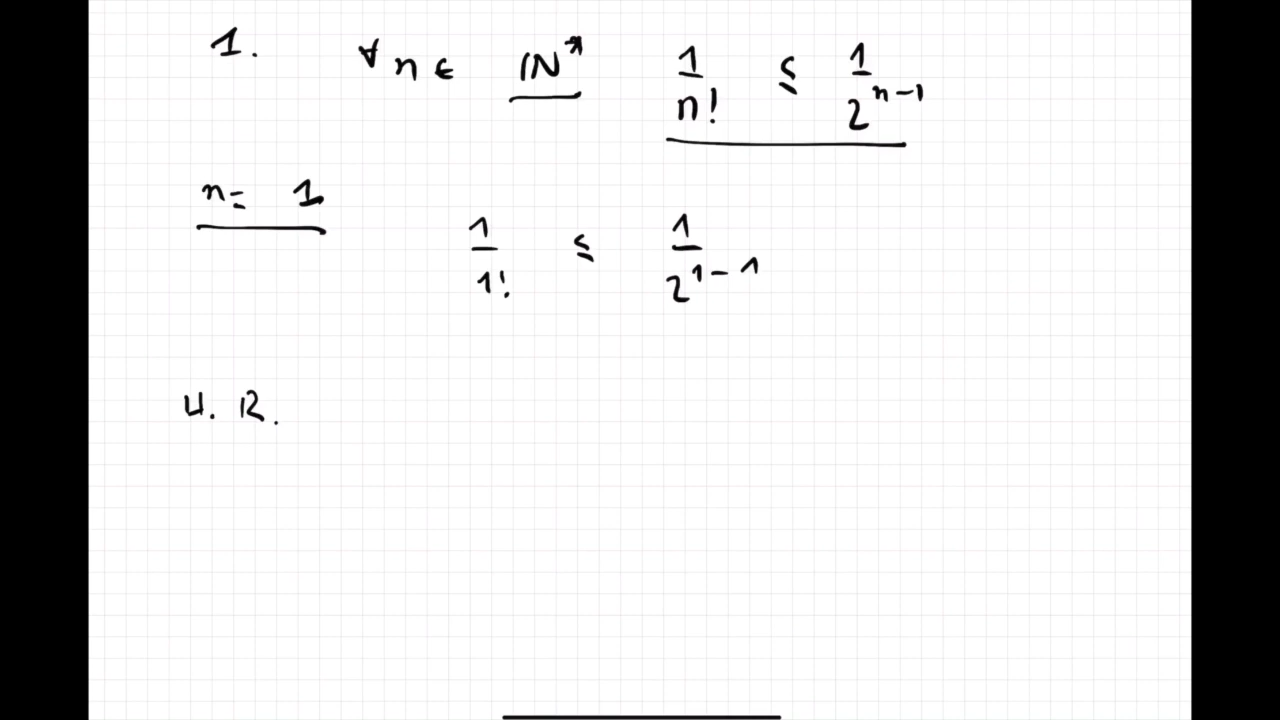 1. ∀ n ∈ ℕ* 1/n! ≤ 1/2^(n-1)
n = 1 1/1! ≤ 1/2^(1-1)
H. R.